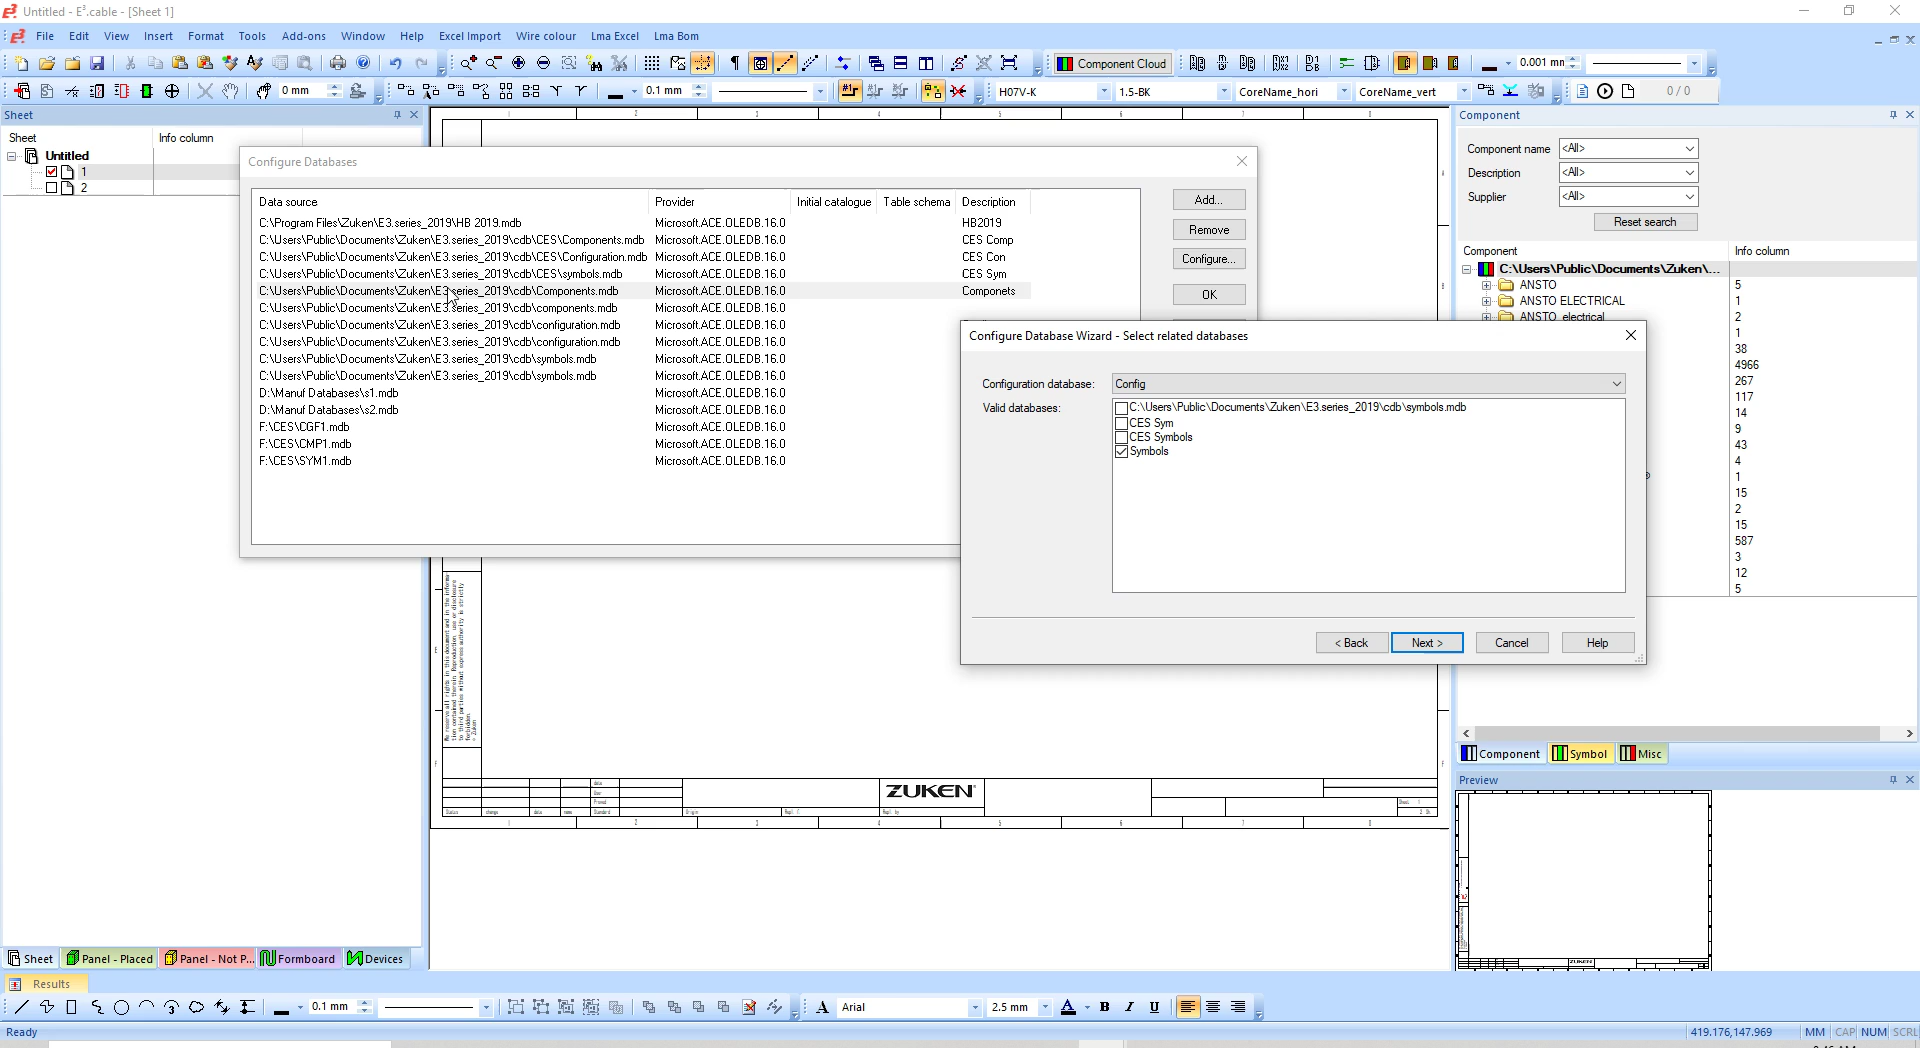 Untitled - E³.cable - [Sheet 1]
File Edit View Insert Format Tools Add-ons Window Help Excel Import Wire colour Lma Excel Lma Bom
Component Cloud
0.001 mm
0 mm
0.1 mm
H07V-K
1.5-BK
CoreName_hori
CoreName_vert
0 / 0
Sheet
Sheet Info column
Untitled
1
2
Configure Databases
Data source Provider Initial catalogue Table schema Description
C:\Program Files\Zuken\E3.series_2019\HB 2019.mdb Microsoft.ACE.OLEDB.16.0 HB2019
C:\Users\Public\Documents\Zuken\E3.series_2019\cdb\CES\Components.mdb Microsoft.ACE.OLEDB.16.0 CES Comp
C:\Users\Public\Documents\Zuken\E3.series_2019\cdb\CES\Configuration.mdb Microsoft.ACE.OLEDB.16.0 CES Con
C:\Users\Public\Documents\Zuken\E3.series_2019\cdb\CES\symbols.mdb Microsoft.ACE.OLEDB.16.0 CES Sym
C:\Users\Public\Documents\Zuken\E3.series_2019\cdb\Components.mdb Microsoft.ACE.OLEDB.16.0 Componets
C:\Users\Public\Documents\Zuken\E3.series_2019\cdb\components.mdb Microsoft.ACE.OLEDB.16.0
C:\Users\Public\Documents\Zuken\E3.series_2019\cdb\configuration.mdb Microsoft.ACE.OLEDB.16.0
C:\Users\Public\Documents\Zuken\E3.series_2019\cdb\configuration.mdb Microsoft.ACE.OLEDB.16.0
C:\Users\Public\Documents\Zuken\E3.series_2019\cdb\symbols.mdb Microsoft.ACE.OLEDB.16.0
C:\Users\Public\Documents\Zuken\E3.series_2019\cdb\symbols.mdb Microsoft.ACE.OLEDB.16.0
D:\Manuf Databases\s1.mdb Microsoft.ACE.OLEDB.16.0
D:\Manuf Databases\s2.mdb Microsoft.ACE.OLEDB.16.0
F:\CES\CGF1.mdb Microsoft.ACE.OLEDB.16.0
F:\CES\CMP1.mdb Microsoft.ACE.OLEDB.16.0
F:\CES\SYM1.mdb Microsoft.ACE.OLEDB.16.0
Add...
Remove
Configure...
OK
Configure Database Wizard - Select related databases
Configuration database: Config
Valid databases:
C:\Users\Public\Documents\Zuken\E3.series_2019\cdb\symbols.mdb
CES Sym
CES Symbols
Symbols
< Back Next > Cancel Help
Component
Component name <All>
Description <All>
Supplier <All>
Reset search
Component Info column
C:\Users\Public\Documents\Zuken\...
ANSTO 5
ANSTO ELECTRICAL 1
ANSTO electrical 2
1
38
4966
267
117
14
9
43
4
1
15
2
15
587
3
12
5
Component Symbol Misc
Preview
ZUKEN
Sheet Panel - Placed Panel - Not P... Formboard Devices
Results
0.1 mm
Arial
2.5 mm
B I U
Ready
419.176,147.969 MM CAP NUM SCRL